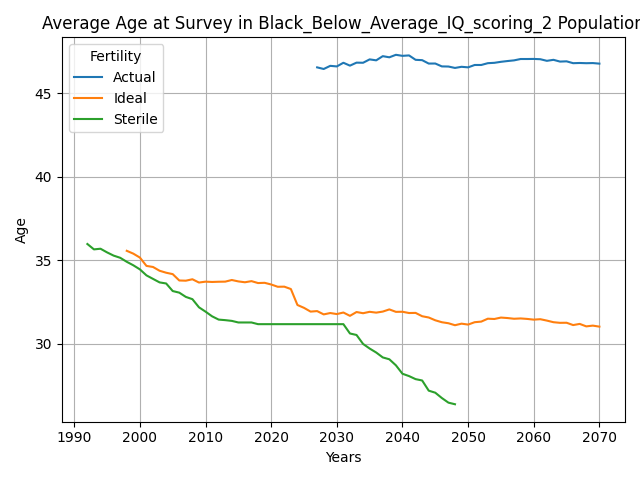 Average Age at Survey in Black_Below_Average_IQ_scoring_2 Population
Fertility
Actual
Ideal
Sterile
Age
45
40
35
30
1990 2000 2010 2020 2030 2040 2050 2060 2070
Years